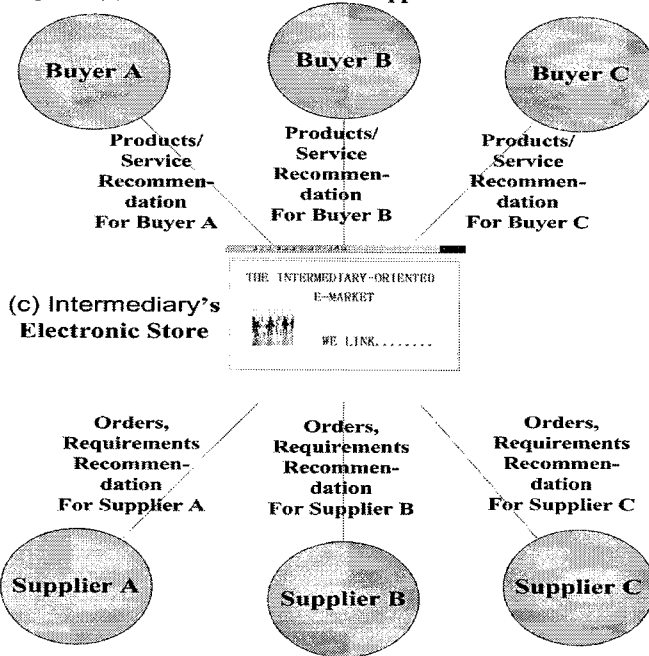 Buyer A
Buyer B
Buyer C
Products/
Service
Recommen-
dation
For Buyer A
Products/
Service
Recommen-
dation
For Buyer B
Products/
Service
Recommen-
dation
For Buyer C
(c) Intermediary's
Electronic Store
THE INTERMEDIARY-ORIENTED
E-MARKET
WE LINK........
Orders,
Requirements
Recommen-
dation
For Supplier A
Orders,
Requirements
Recommen-
dation
For Supplier B
Orders,
Requirements
Recommen-
dation
For Supplier C
Supplier A
Supplier B
Supplier C